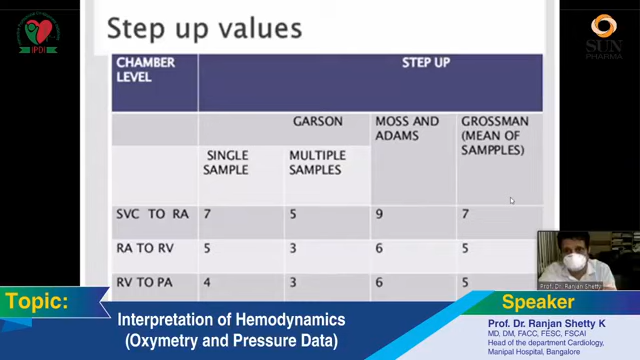 IPDI
SUN
PHARMA
Step up values
CHAMBER LEVEL STEP UP
GARSON MOSS AND ADAMS GROSSMAN (MEAN OF SAMPPLES)
SINGLE SAMPLE MULTIPLE SAMPLES
SVC TO RA 7 5 9 7
RA TO RV 5 3 6 5
RV TO PA 4 3 6 5
Prof. Dr. Ranjan Shetty
Topic:
Interpretation of Hemodynamics
(Oxymetry and Pressure Data)
Speaker
Prof. Dr. Ranjan Shetty K
MD, DM, FACC, FESC, FSCAI
Head of the department Cardiology,
Manipal Hospital, Bangalore